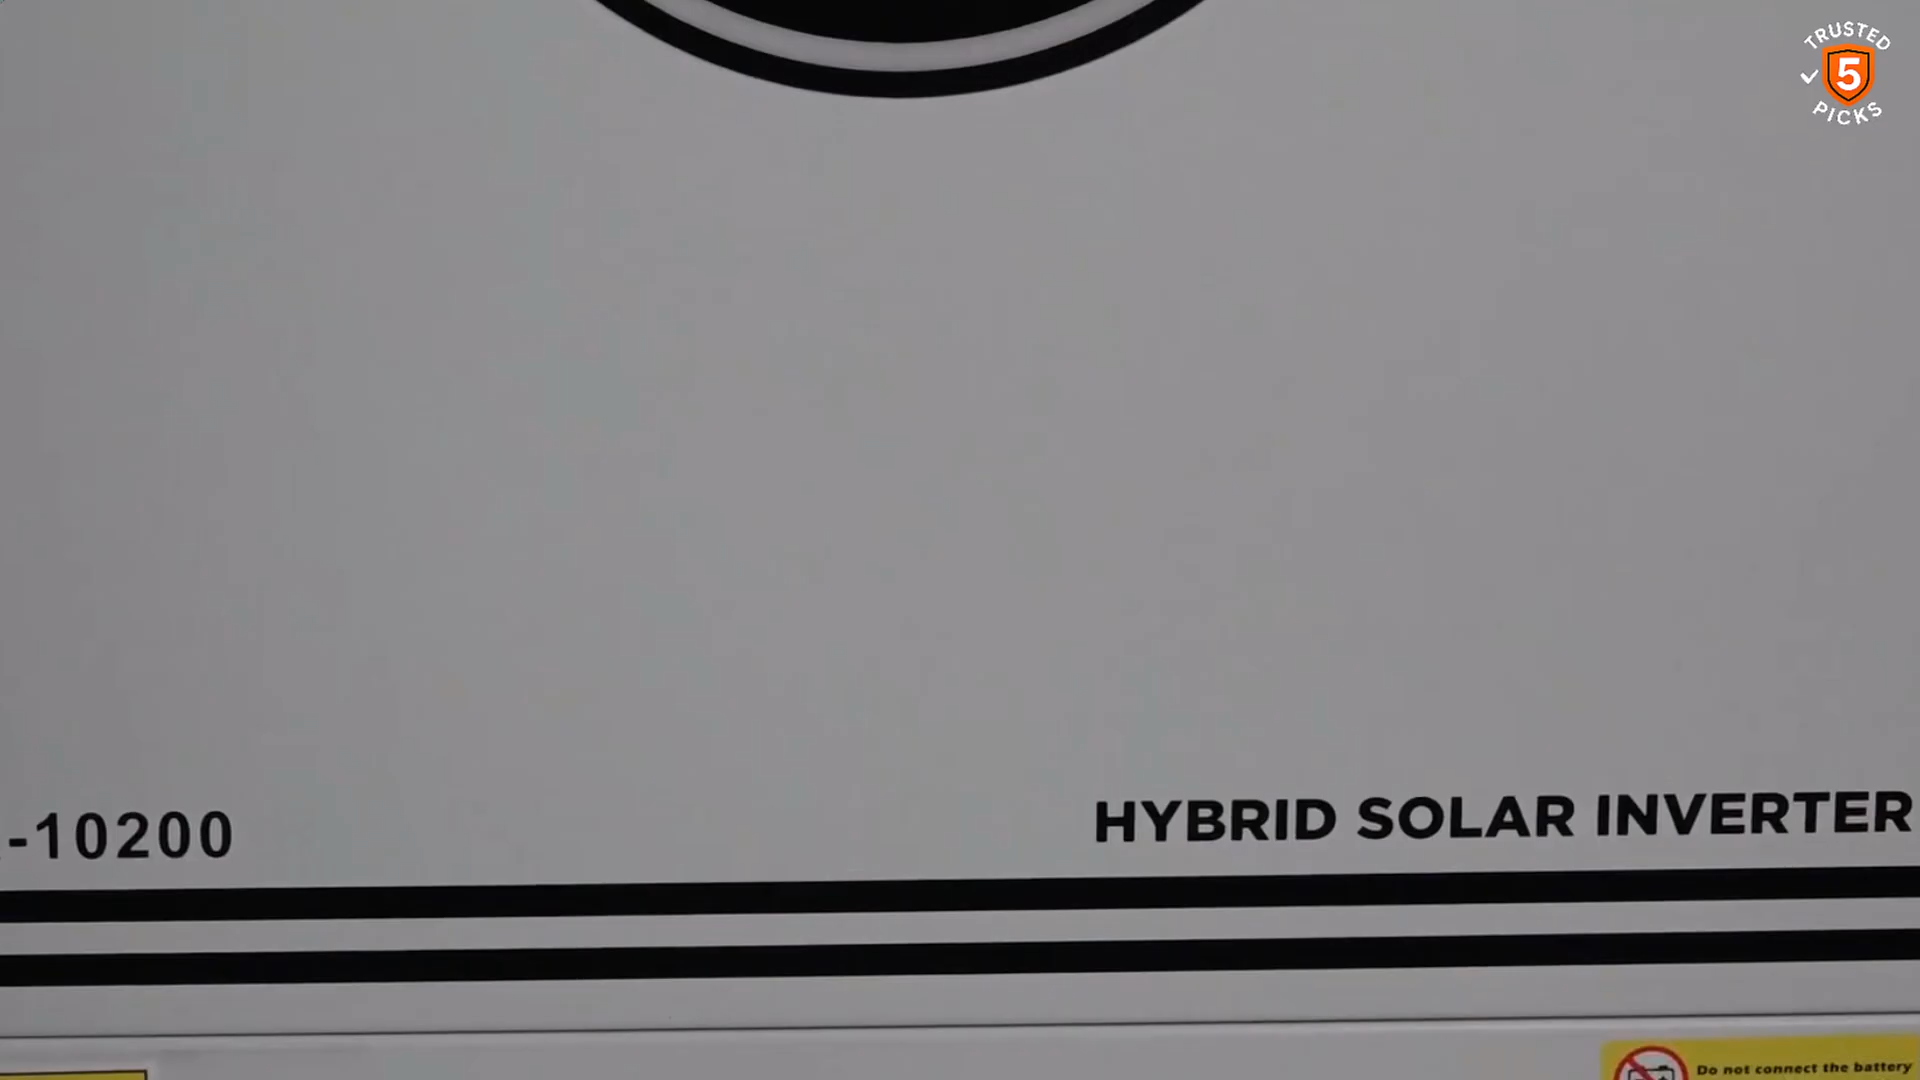 TRUSTED
5
PICKS
-10200
HYBRID SOLAR INVERTER
Do not connect the battery